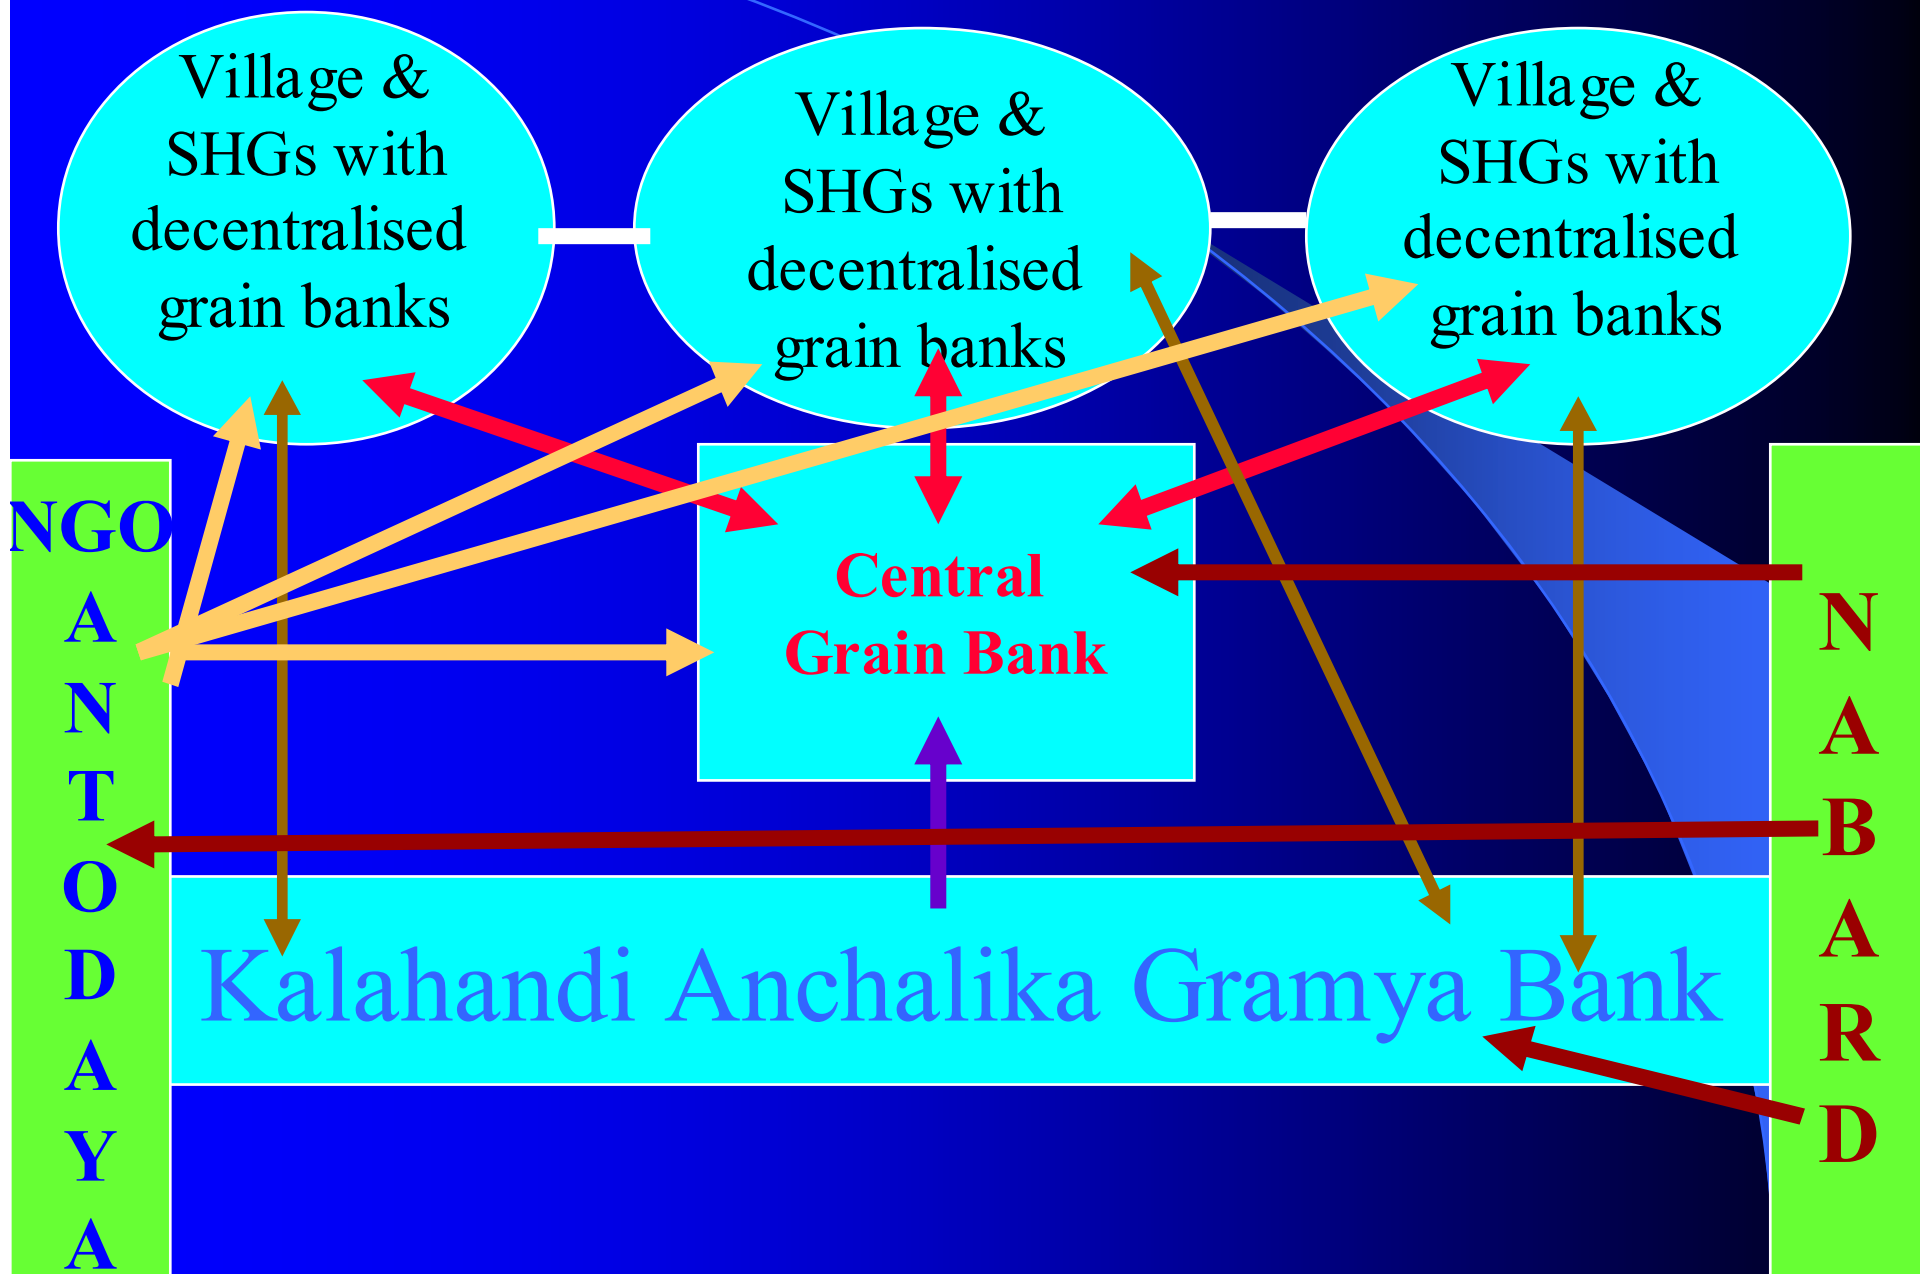 Village &
SHGs with
decentralised
grain banks
Village &
SHGs with
decentralised
grain banks
Village &
SHGs with
decentralised
grain banks
NGO
A
N
T
O
D
A
Y
A
Central
Grain Bank
N
A
B
A
R
D
Kalahandi Anchalika Gramya Bank